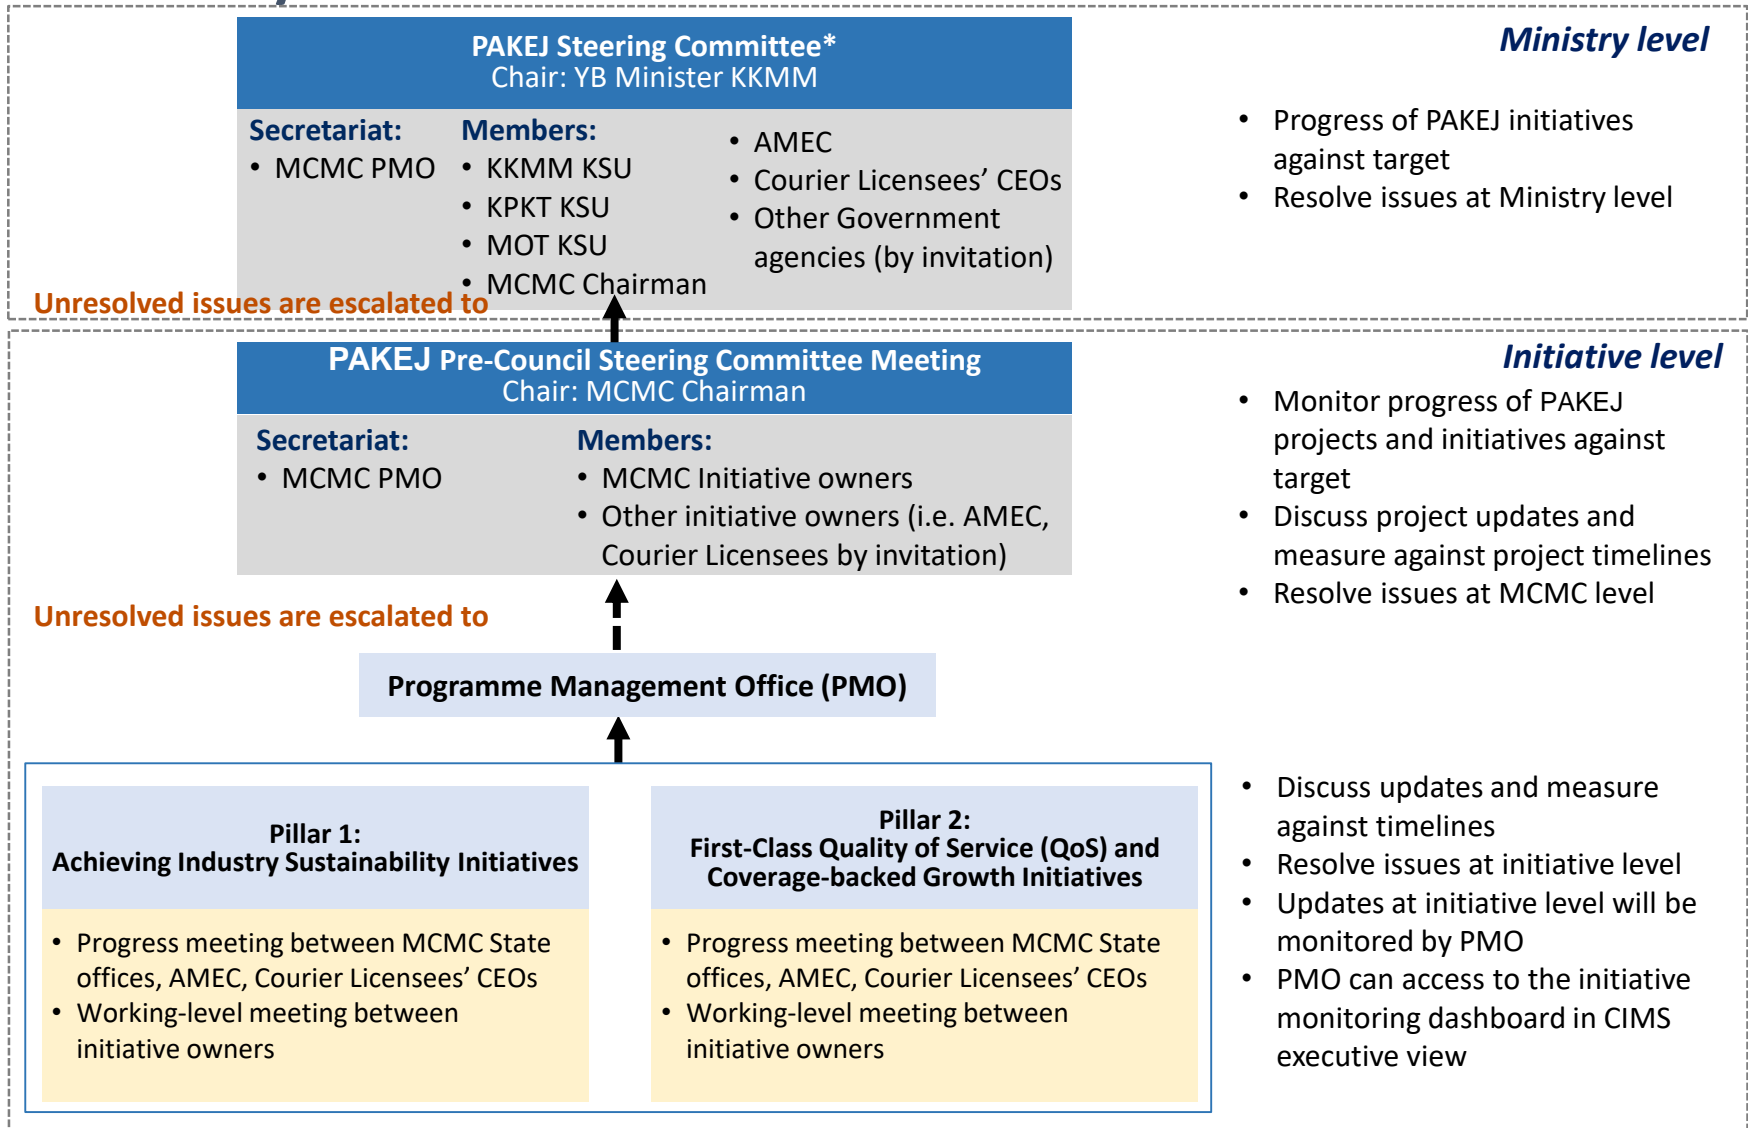 PAKEJ Steering Committee*
Chair: YB Minister KKMM
Ministry level
Secretariat:
• MCMC PMO
Members:
• KKMM KSU
• KPKT KSU
• MOT KSU
• MCMC Chairman
• AMEC
• Courier Licensees’ CEOs
• Other Government
agencies (by invitation)
• Progress of PAKEJ initiatives
against target
• Resolve issues at Ministry level
Unresolved issues are escalated to
PAKEJ Pre-Council Steering Committee Meeting
Chair: MCMC Chairman
Initiative level
Secretariat:
• MCMC PMO
Members:
• MCMC Initiative owners
• Other initiative owners (i.e. AMEC,
Courier Licensees by invitation)
• Monitor progress of PAKEJ
projects and initiatives against
target
• Discuss project updates and
measure against project timelines
• Resolve issues at MCMC level
Unresolved issues are escalated to
Programme Management Office (PMO)
Pillar 1:
Achieving Industry Sustainability Initiatives
• Progress meeting between MCMC State
offices, AMEC, Courier Licensees’ CEOs
• Working-level meeting between
initiative owners
Pillar 2:
First-Class Quality of Service (QoS) and
Coverage-backed Growth Initiatives
• Progress meeting between MCMC State
offices, AMEC, Courier Licensees’ CEOs
• Working-level meeting between
initiative owners
• Discuss updates and measure
against timelines
• Resolve issues at initiative level
• Updates at initiative level will be
monitored by PMO
• PMO can access to the initiative
monitoring dashboard in CIMS
executive view